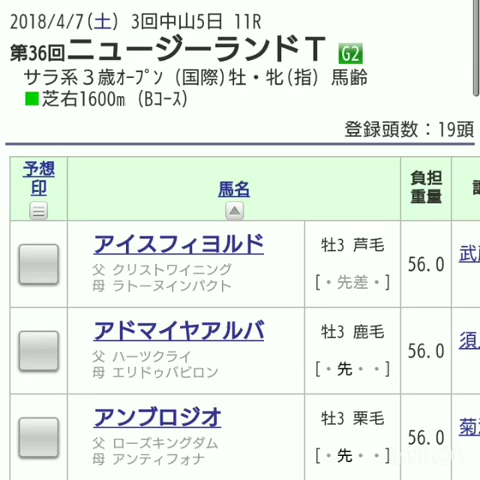 2018/4/7(土) 3回中山5日 11R
第36回ニュージーランドT G2
サラ系3歳オープン (国際)牡・牝(指) 馬齢
芝右1600m (Bコース)
登録頭数：19頭
予想印 馬名 負担重量
アイスフィヨルド 牡3 芦毛 56.0 武
父 クリストワイニング
母 ラトーヌインパクト [・先差・]
アドマイヤアルバ 牡3 鹿毛 56.0 須
父 ハーツクライ
母 エリドゥバビロン [・先・・]
アンブロジオ 牡3 栗毛 56.0 菊
父 ローズキングダム
母 アンティフォナ [・先・・]